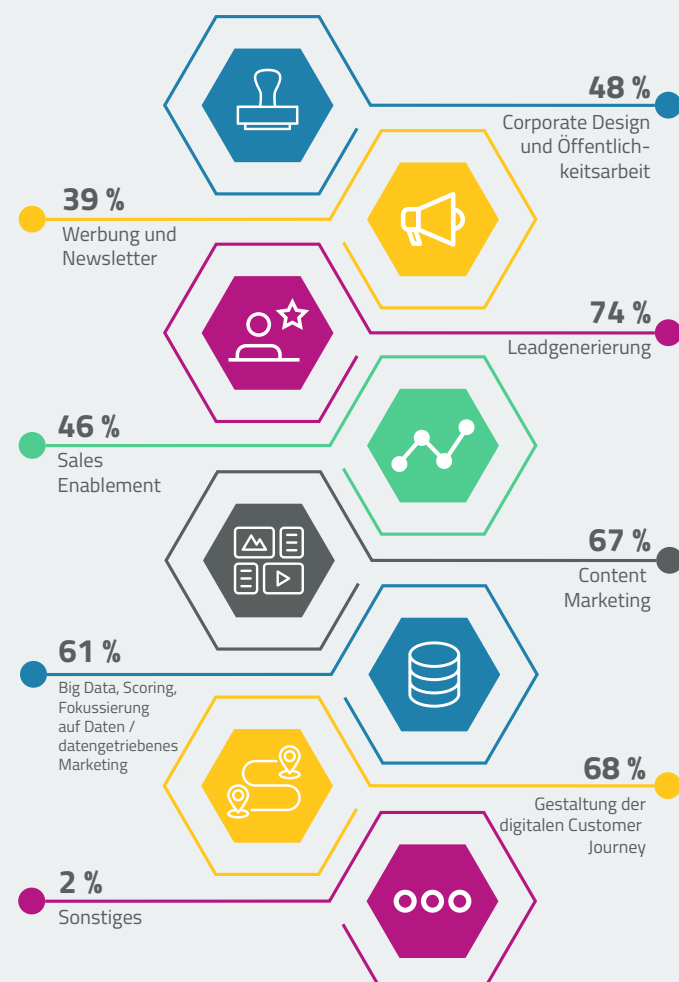 48 %
Corporate Design
und Öffentlich-
keitsarbeit
39 %
Werbung und
Newsletter
74 %
Leadgenerierung
46 %
Sales
Enablement
67 %
Content
Marketing
61 %
Big Data, Scoring,
Fokussierung
auf Daten /
datengetriebenes
Marketing
68 %
Gestaltung der
digitalen Customer
Journey
2 %
Sonstiges